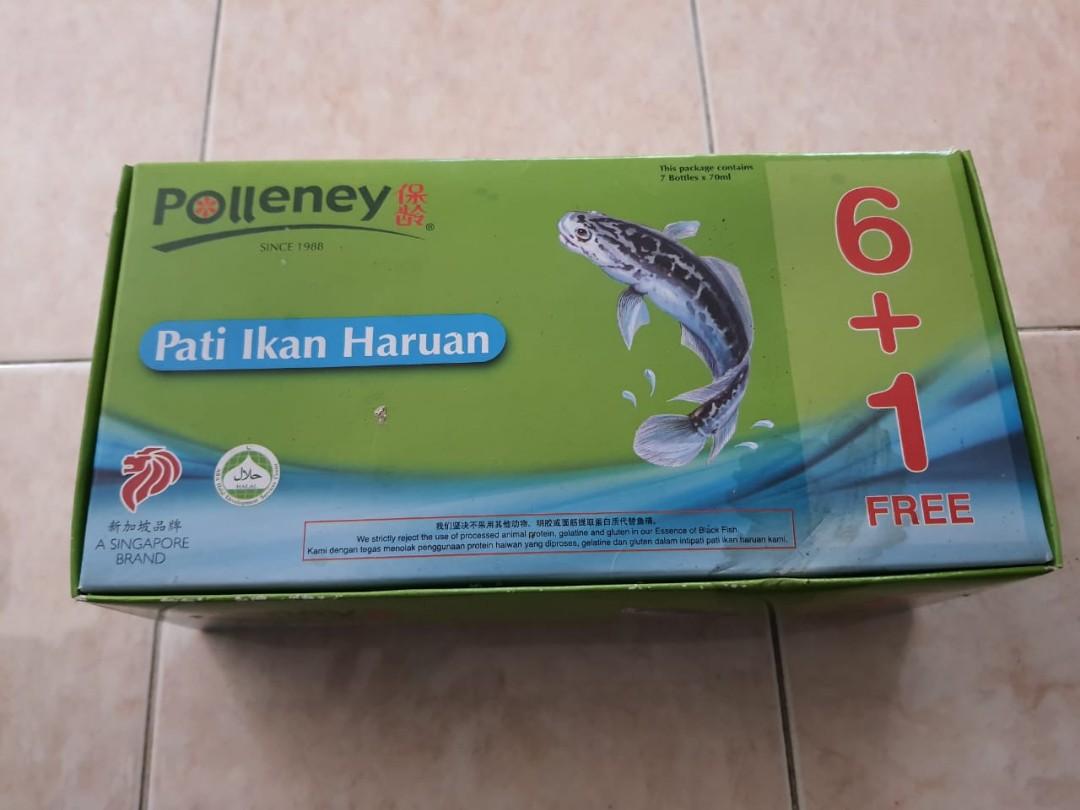 Polleney 保龄®
SINCE 1988
This package contains
7 Bottles x 70ml
6
+
1
FREE
Pati Ikan Haruan
حلال
HALAL
新加坡品牌
A SINGAPORE
BRAND
我们坚决不采用其他动物、明胶或面筋提取蛋白质代替鱼精。
We strictly reject the use of processed animal protein, gelatine and gluten in our Essence of Black Fish.
Kami dengan tegas menolak penggunaan protein haiwan yang diproses, gelatine dan gluten dalam intipati pati ikan haruan kami.